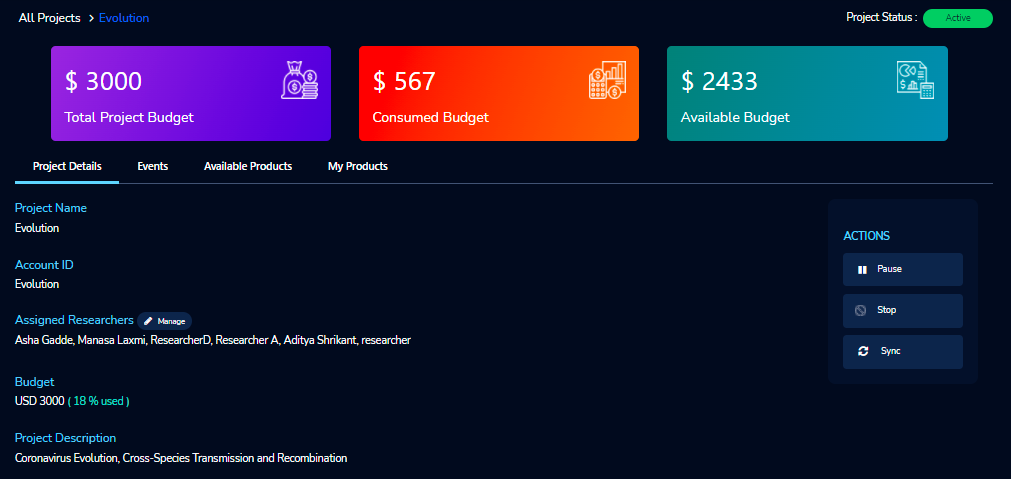 All Projects > Evolution
Project Status : Active
$ 3000
Total Project Budget
$ 567
Consumed Budget
$ 2433
Available Budget
Project Details
Events
Available Products
My Products
Project Name
Evolution
Account ID
Evolution
Assigned Researchers Manage
Asha Gadde, Manasa Laxmi, ResearcherD, Researcher A, Aditya Shrikant, researcher
Budget
USD 3000 ( 18 % used )
Project Description
Coronavirus Evolution, Cross-Species Transmission and Recombination
ACTIONS
Pause
Stop
Sync